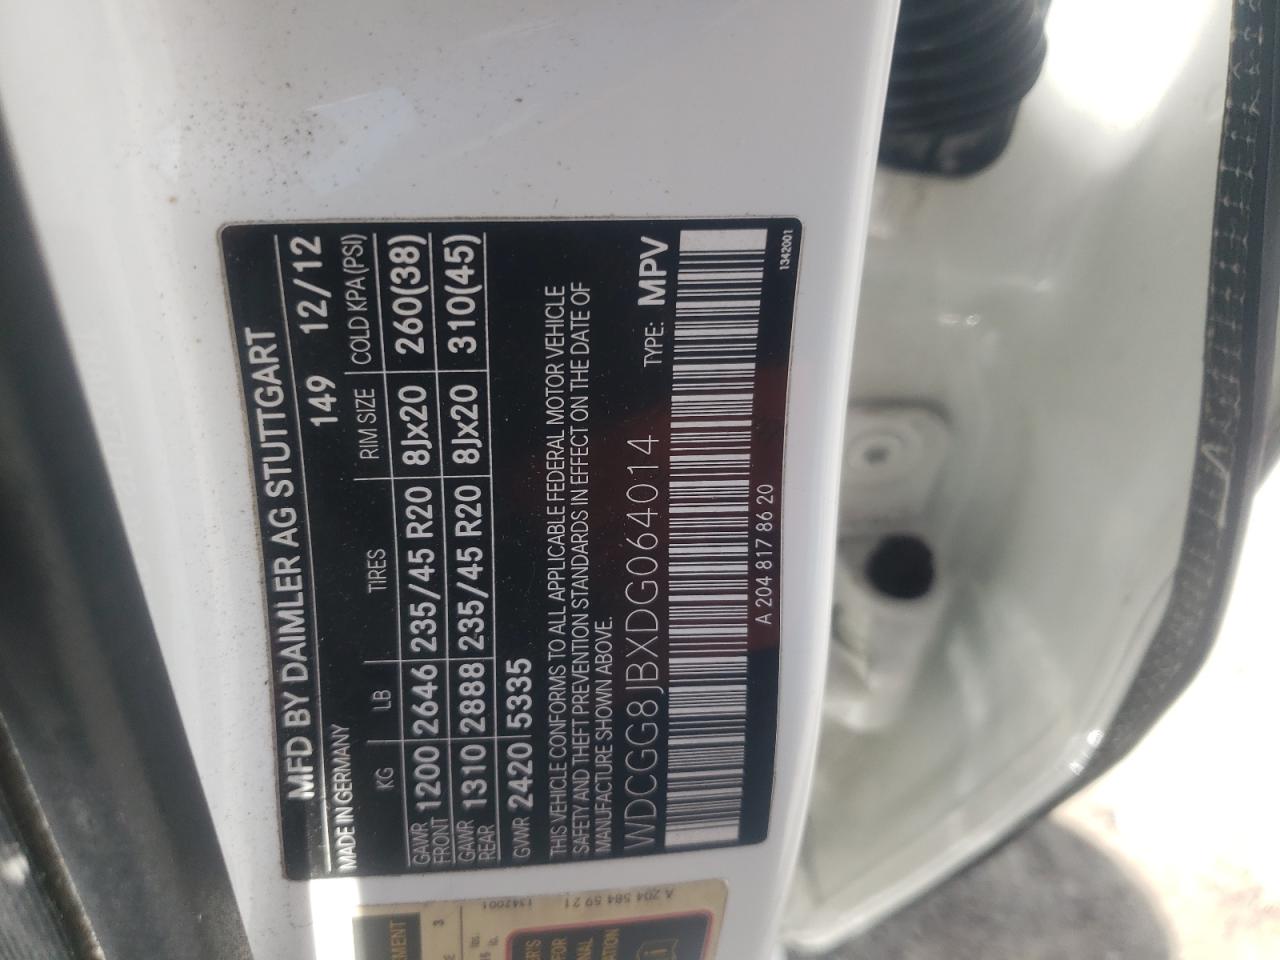 MFD BY DAIMLER AG STUTTGART
MADE IN GERMANY 149 12/12
KG LB TIRES RIM SIZE COLD KPA(PSI)
GAWR FRONT 1200 2646 235/45 R20 8Jx20 260(38)
GAWR REAR 1310 2888 235/45 R20 8Jx20 310(45)
GVWR 2420 5335
THIS VEHICLE CONFORMS TO ALL APPLICABLE FEDERAL MOTOR VEHICLE
SAFETY AND THEFT PREVENTION STANDARDS IN EFFECT ON THE DATE OF
MANUFACTURE SHOWN ABOVE.
WDCGG8JBXDG064014 TYPE: MPV
A 204 817 86 20 1342001
A 204 584 59 21 1342001
3